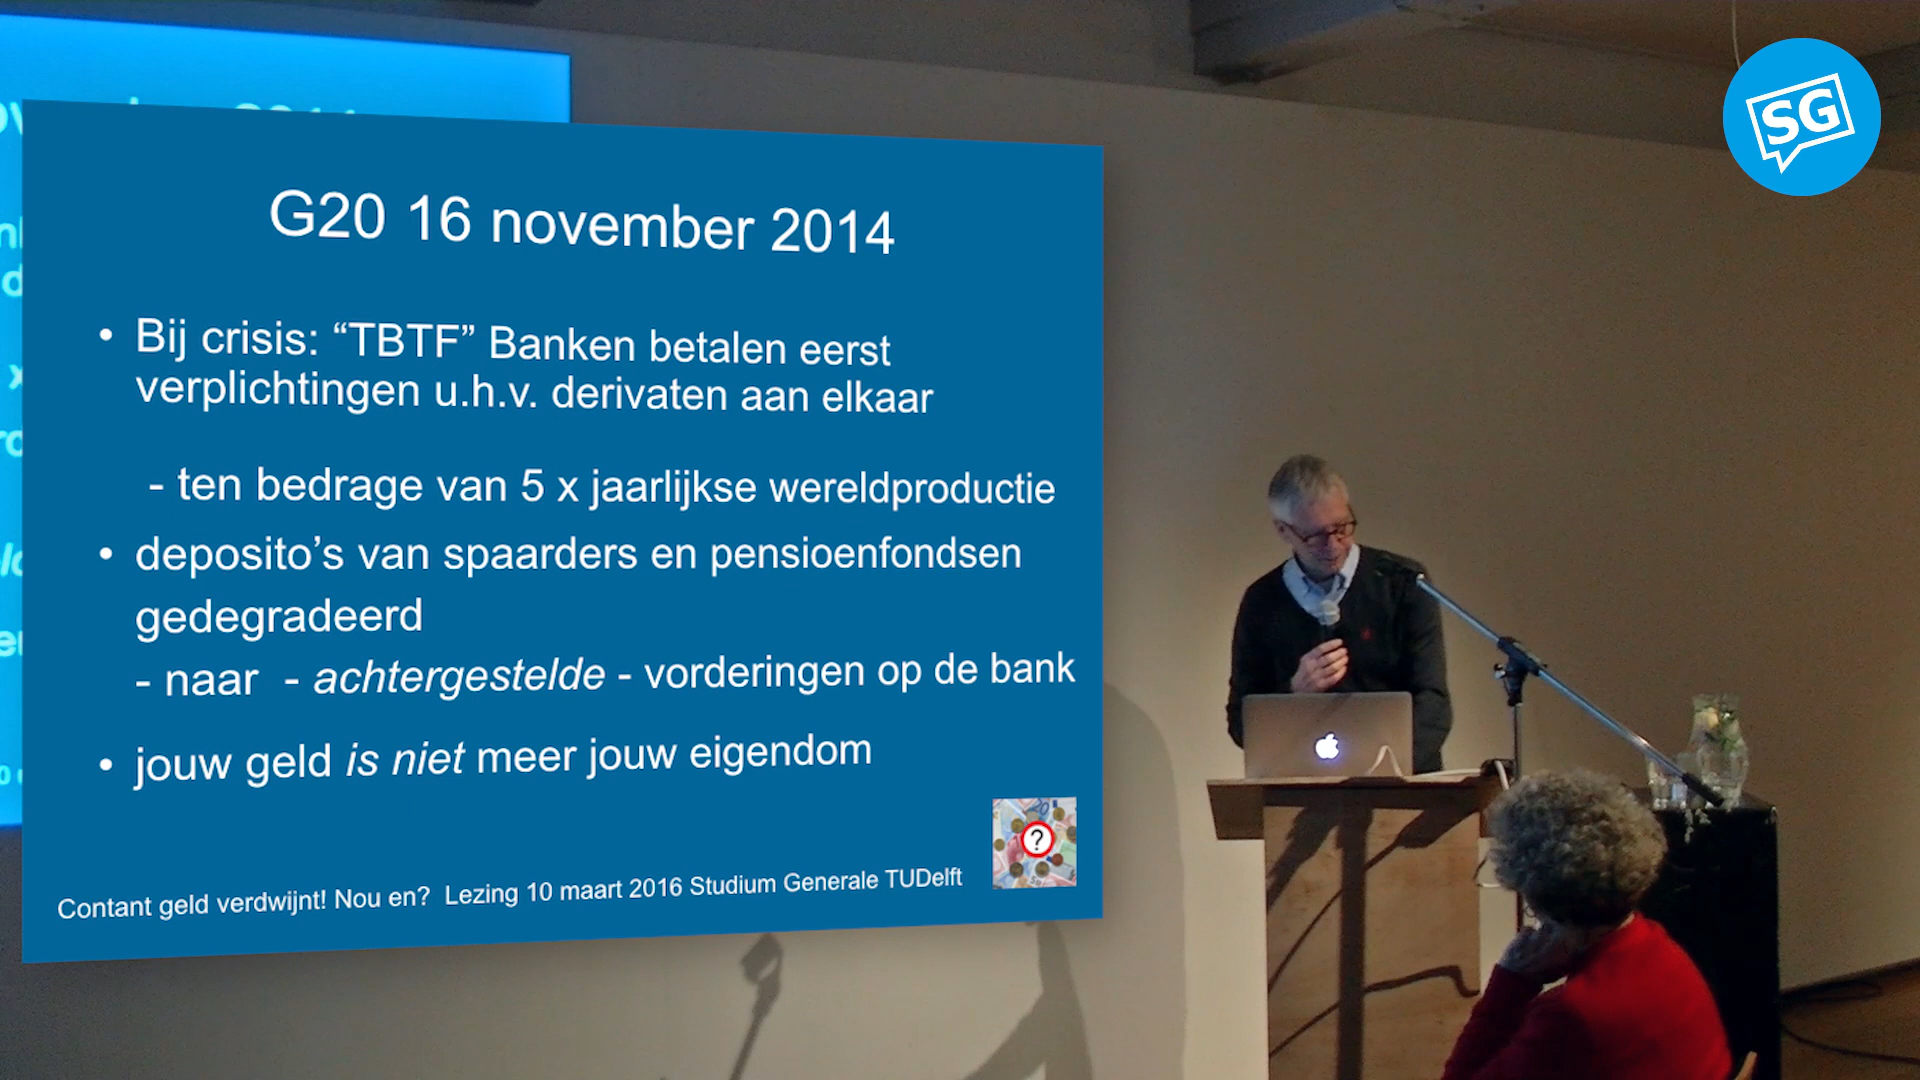 SG
G20 16 november 2014
• Bij crisis: “TBTF” Banken betalen eerst
verplichtingen u.h.v. derivaten aan elkaar
- ten bedrage van 5 x jaarlijkse wereldproductie
• deposito’s van spaarders en pensioenfondsen
gedegradeerd
- naar - achtergestelde - vorderingen op de bank
• jouw geld is niet meer jouw eigendom
?
Contant geld verdwijnt! Nou en? Lezing 10 maart 2016 Studium Generale TUDelft